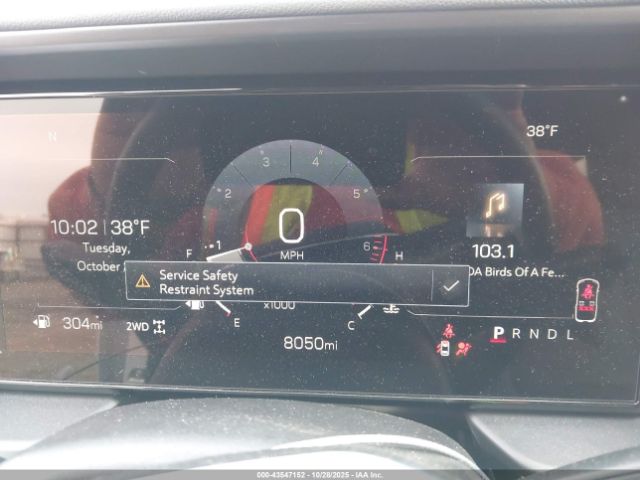 N
38°F
3 4
2 5
10:02 38°F
Tuesday,
October
1 0 6
F MPH H
103.1
OA Birds Of A Fe...
Service Safety
Restraint System
x1000
304mi 2WD
E C
8050mi
P R N D L
000-43547152 | 10/28/2025 | IAA Inc.